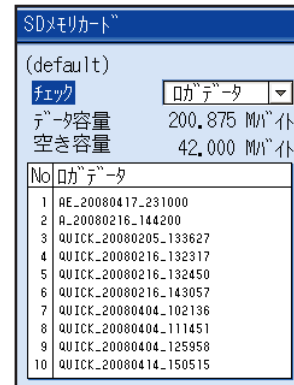 SDﾒﾓﾘｶｰﾄﾞ
(default)
ﾁｪｯｸ ﾛｶﾞﾃﾞｰﾀ
ﾃﾞｰﾀ容量 200.875 Mﾊﾞｲﾄ
空き容量 42.000 Mﾊﾞｲﾄ
No ﾛｶﾞﾃﾞｰﾀ
1 AE_20080417_231000
2 A_20080216_144200
3 QUICK_20080205_133627
4 QUICK_20080216_132317
5 QUICK_20080216_132450
6 QUICK_20080216_143057
7 QUICK_20080404_102136
8 QUICK_20080404_111451
9 QUICK_20080404_125958
10 QUICK_20080414_150515